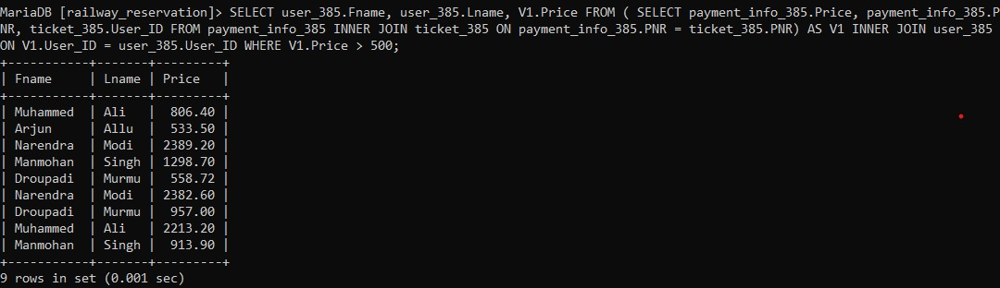 MariaDB [railway_reservation]> SELECT user_385.Fname, user_385.Lname, V1.Price FROM ( SELECT payment_info_385.Price, payment_info_385.P
NR, ticket_385.User_ID FROM payment_info_385 INNER JOIN ticket_385 ON payment_info_385.PNR = ticket_385.PNR) AS V1 INNER JOIN user_385
ON V1.User_ID = user_385.User_ID WHERE V1.Price > 500;
+-----------+-------+---------+
| Fname     | Lname | Price   |
+-----------+-------+---------+
| Muhammed  | Ali   |  806.40 |
| Arjun     | Allu  |  533.50 |
| Narendra  | Modi  | 2389.20 |
| Manmohan  | Singh | 1298.70 |
| Droupadi  | Murmu |  558.72 |
| Narendra  | Modi  | 2382.60 |
| Droupadi  | Murmu |  957.00 |
| Muhammed  | Ali   | 2213.20 |
| Manmohan  | Singh |  913.90 |
+-----------+-------+---------+
9 rows in set (0.001 sec)